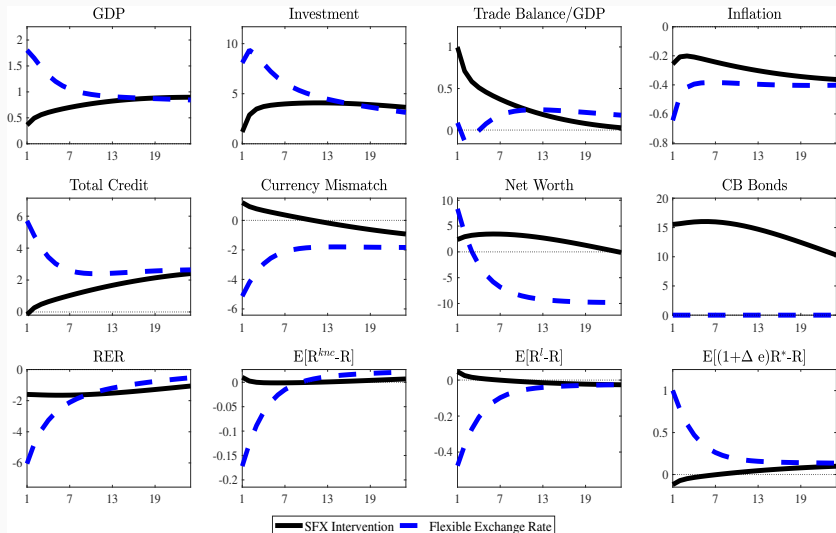 GDP Investment Trade Balance/GDP Inflation
2 1.5 1 0.5 0 1 7 13 19
10 5 0 1 7 13 19
1 0.5 0 1 7 13 19
0 -0.2 -0.4 -0.6 -0.8 1 7 13 19
Total Credit Currency Mismatch Net Worth CB Bonds
6 4 2 0 1 7 13 19
0 -2 -4 -6 1 7 13 19
10 5 0 -5 -10 1 7 13 19
20 15 10 5 0 1 7 13 19
RER E[R^{knc}-R] E[R^{l}-R] E[(1+Δ e)R*-R]
0 -2 -4 -6 1 7 13 19
0 -0.05 -0.1 -0.15 -0.2 1 7 13 19
0 -0.2 -0.4 1 7 13 19
1 0.5 0 1 7 13 19
SFX Intervention Flexible Exchange Rate